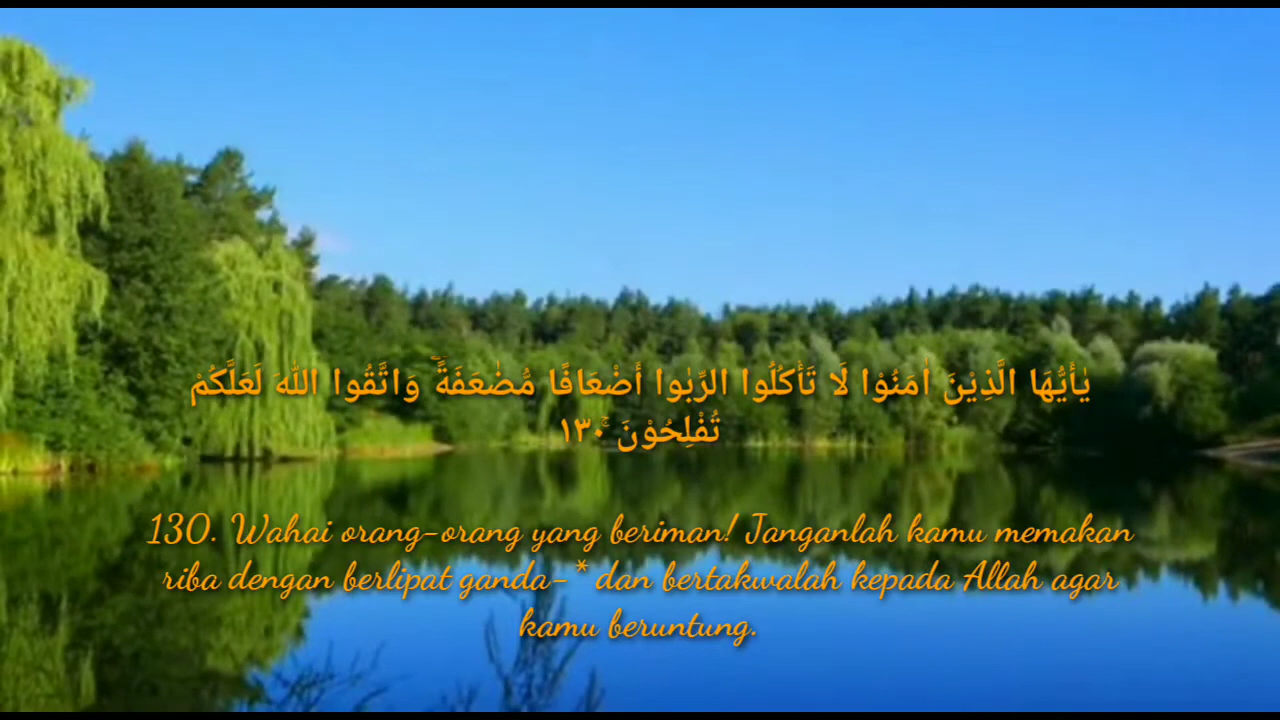 يٰٓاَيُّهَا الَّذِيْنَ اٰمَنُوْا لَا تَأْكُلُوا الرِّبٰوٓا اَضْعَافًا مُّضٰعَفَةً ۖوَاتَّقُوا اللّٰهَ لَعَلَّكُمْ
تُفْلِحُوْنَ ۚ ١٣٠
130. Wahai orang-orang yang beriman! Janganlah kamu memakan
riba dengan berlipat ganda-* dan bertakwalah kepada Allah agar
kamu beruntung.